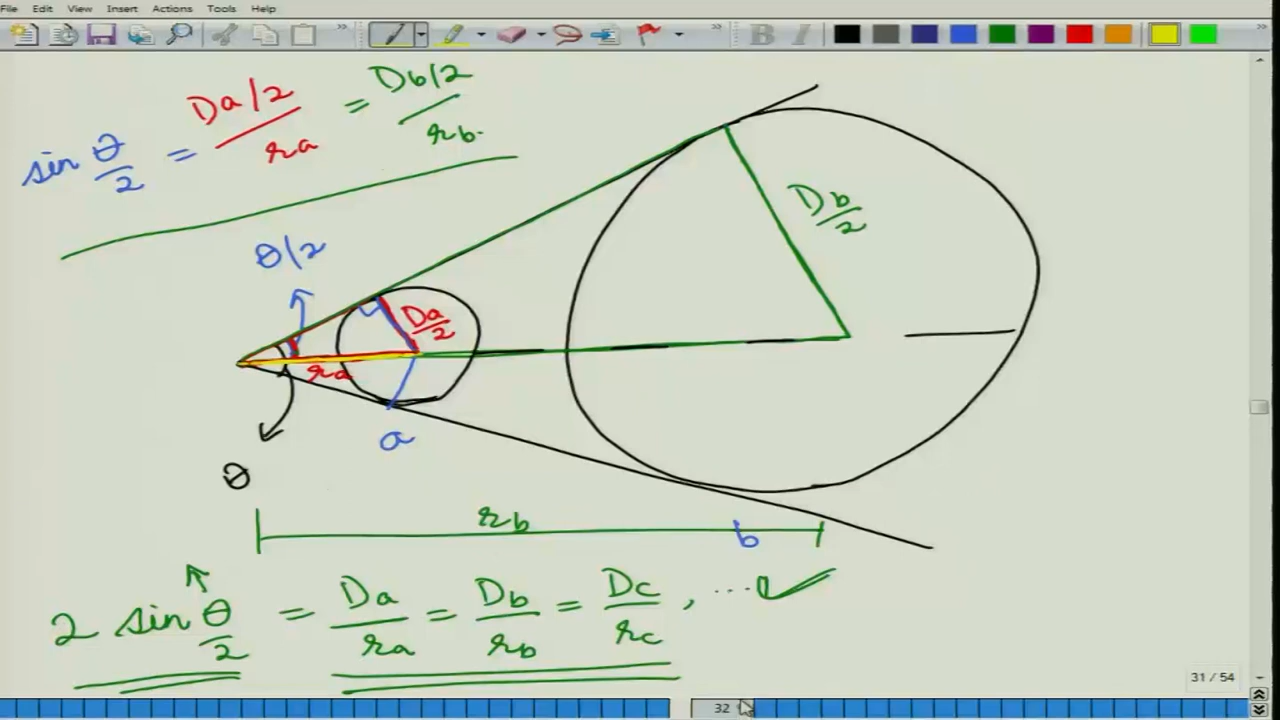 File Edit View Insert Actions Tools Help
sin θ/2 = Da/2 / ra = Db/2 / rb
θ/2
Db/2
Da/2
ra
a
θ
rb
b
2 sin θ/2 = Da/ra = Db/rb = Dc/rc , ...
31 / 54
32